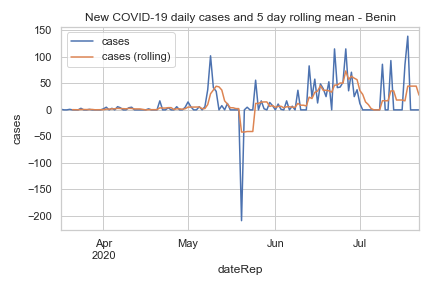 New COVID-19 daily cases and 5 day rolling mean - Benin
cases
cases (rolling)
150
100
50
0
−50
−100
−150
−200
cases
Apr
2020
May
Jun
Jul
dateRep